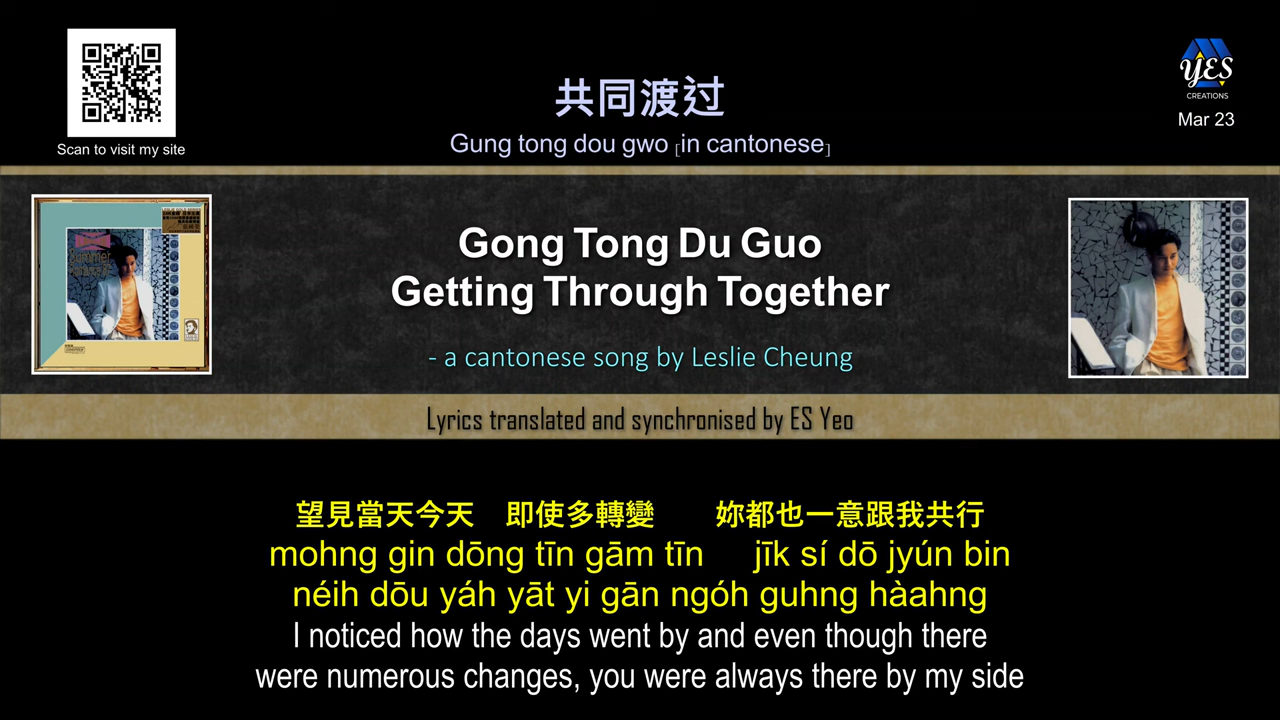 共同渡过
Gung tong dou gwo [in cantonese]
YES
CREATIONS
Mar 23
Scan to visit my site
Summer
Gong Tong Du Guo
Getting Through Together
- a cantonese song by Leslie Cheung
Lyrics translated and synchronised by ES Yeo
望見當天今天 即使多轉變 妳都也一意跟我共行
mohng gin dōng tīn gām tīn jīk sí dō jyún bin
néih dōu yáh yāt yi gān ngóh guhng hàahng
I noticed how the days went by and even though there
were numerous changes, you were always there by my side